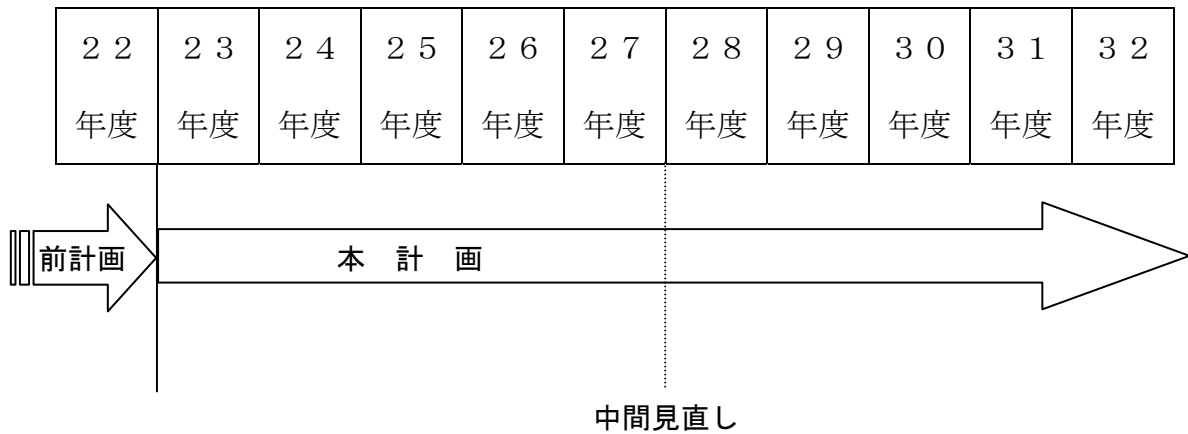 ２２ ２３ ２４ ２５ ２６ ２７ ２８ ２９ ３０ ３１ ３２
年度 年度 年度 年度 年度 年度 年度 年度 年度 年度 年度
前計画 本　計　画
中間見直し